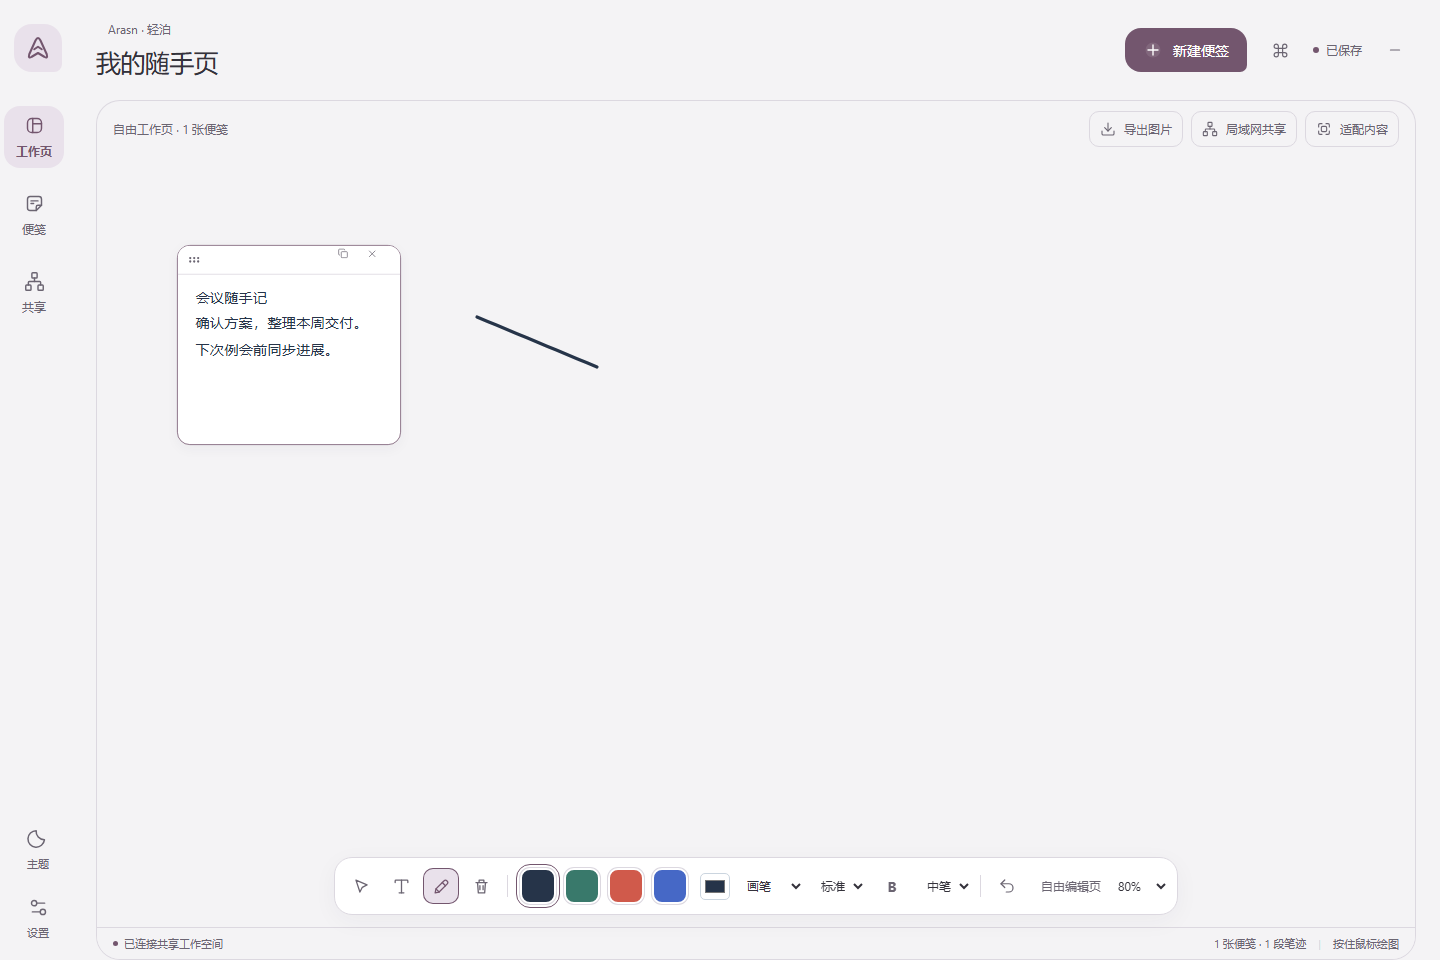 Arasn · 轻泊
我的随手页
新建便签
已保存
工作页
便笺
共享
自由工作页 · 1 张便笺
导出图片
局域网共享
适配内容
会议随手记
确认方案，整理本周交付。
下次例会前同步进展。
主题
设置
画笔
标准
B
中笔
自由编辑页
80%
已连接共享工作空间
1 张便笺 · 1 段笔迹
按住鼠标绘图